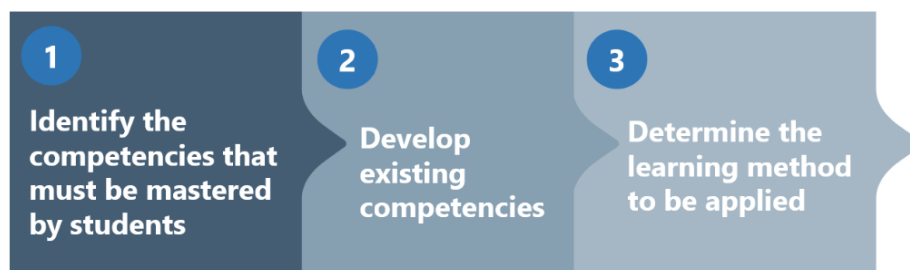 1
Identify the
competencies that
must be mastered
by students
2
Develop
existing
competencies
3
Determine the
learning method
to be applied